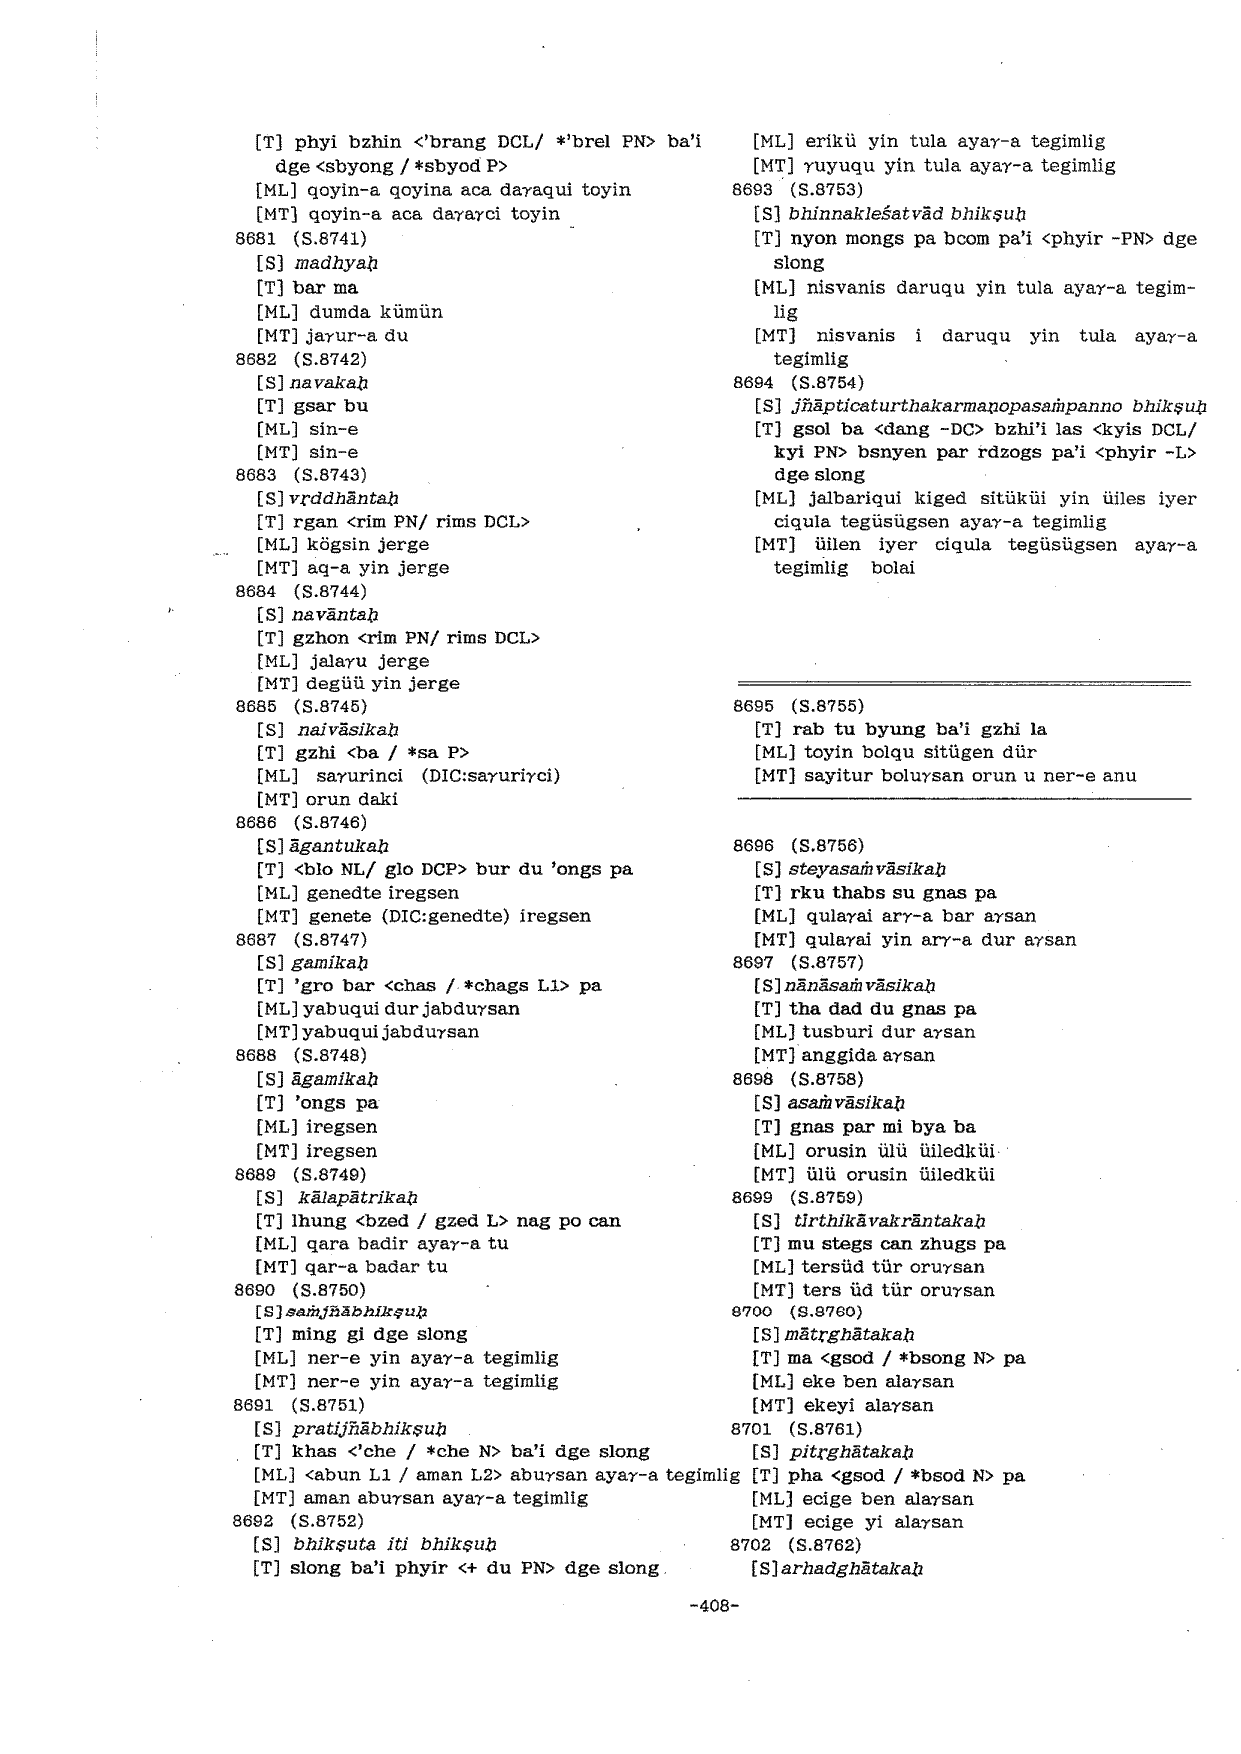 [T] phyi bzhin <'brang DCL/ *'brel PN> ba'i
dge <sbyong / *sbyod P>
[ML] qoyin-a qoyina aca daγaqui toyin
[MT] qoyin-a aca daγaγci toyin
8681 (S.8741)
[S] madhyaḥ
[T] bar ma
[ML] dumda kümün
[MT] jaγur-a du
8682 (S.8742)
[S] navakaḥ
[T] gsar bu
[ML] sin-e
[MT] sin-e
8683 (S.8743)
[S] vṛddhāntaḥ
[T] rgan <rim PN/ rims DCL>
[ML] kögsin jerge
[MT] aq-a yin jerge
8684 (S.8744)
[S] navāntaḥ
[T] gzhon <rim PN/ rims DCL>
[ML] jalaγu jerge
[MT] degüü yin jerge
8685 (S.8745)
[S] naivāsikaḥ
[T] gzhi <ba / *sa P>
[ML] saγurinci (DIC:saγuriγci)
[MT] orun daki
8686 (S.8746)
[S] āgantukaḥ
[T] <blo NL/ glo DCP> bur du 'ongs pa
[ML] genedte iregsen
[MT] genete (DIC:genedte) iregsen
8687 (S.8747)
[S] gamikaḥ
[T] 'gro bar <chas / *chags L1> pa
[ML] yabuqui dur jabduγsan
[MT] yabuqui jabduγsan
8688 (S.8748)
[S] āgamikaḥ
[T] 'ongs pa
[ML] iregsen
[MT] iregsen
8689 (S.8749)
[S] kālapātrikaḥ
[T] lhung <bzed / gzed L> nag po can
[ML] qara badir ayaγ-a tu
[MT] qar-a badar tu
8690 (S.8750)
[S] saṁjñābhikṣuḥ
[T] ming gi dge slong
[ML] ner-e yin ayaγ-a tegimlig
[MT] ner-e yin ayaγ-a tegimlig
8691 (S.8751)
[S] pratijñābhikṣuḥ
[T] khas <'che / *che N> ba'i dge slong
[ML] <abun L1 / aman L2> abuγsan ayaγ-a tegimlig
[MT] aman abuγsan ayaγ-a tegimlig
8692 (S.8752)
[S] bhikṣuta iti bhikṣuḥ
[T] slong ba'i phyir <+ du PN> dge slong
[ML] erikü yin tula ayaγ-a tegimlig
[MT] γuyuqu yin tula ayaγ-a tegimlig
8693 (S.8753)
[S] bhinnakleśatvād bhikṣuḥ
[T] nyon mongs pa bcom pa'i <phyir -PN> dge
slong
[ML] nisvanis daruqu yin tula ayaγ-a tegim-
lig
[MT] nisvanis i daruqu yin tula ayaγ-a
tegimlig
8694 (S.8754)
[S] jñāpticaturthakarmaṇopasaṁpanno bhikṣuḥ
[T] gsol ba <dang -DC> bzhi'i las <kyis DCL/
kyi PN> bsnyen par rdzogs pa'i <phyir -L>
dge slong
[ML] jalbariqui kiged sitüküi yin üiles iyer
ciqula tegüsügsen ayaγ-a tegimlig
[MT] üilen iyer ciqula tegüsügsen ayaγ-a
tegimlig bolai
8695 (S.8755)
[T] rab tu byung ba'i gzhi la
[ML] toyin bolqu sitügen dür
[MT] sayitur boluγsan orun u ner-e anu
8696 (S.8756)
[S] steyasaṁvāsikaḥ
[T] rku thabs su gnas pa
[ML] qulaγai arγ-a bar aγsan
[MT] qulaγai yin arγ-a dur aγsan
8697 (S.8757)
[S] nānāsaṁvāsikaḥ
[T] tha dad du gnas pa
[ML] tusburi dur aγsan
[MT] anggida aγsan
8698 (S.8758)
[S] asaṁvāsikaḥ
[T] gnas par mi bya ba
[ML] orusin ülü üiledküi
[MT] ülü orusin üiledküi
8699 (S.8759)
[S] tīrthikāvakrāntakaḥ
[T] mu stegs can zhugs pa
[ML] tersüd tür oruγsan
[MT] ters üd tür oruγsan
8700 (S.8760)
[S] mātṛghātakaḥ
[T] ma <gsod / *bsong N> pa
[ML] eke ben alaγsan
[MT] ekeyi alaγsan
8701 (S.8761)
[S] pitṛghātakaḥ
[T] pha <gsod / *bsod N> pa
[ML] ecige ben alaγsan
[MT] ecige yi alaγsan
8702 (S.8762)
[S] arhadghātakaḥ
-408-